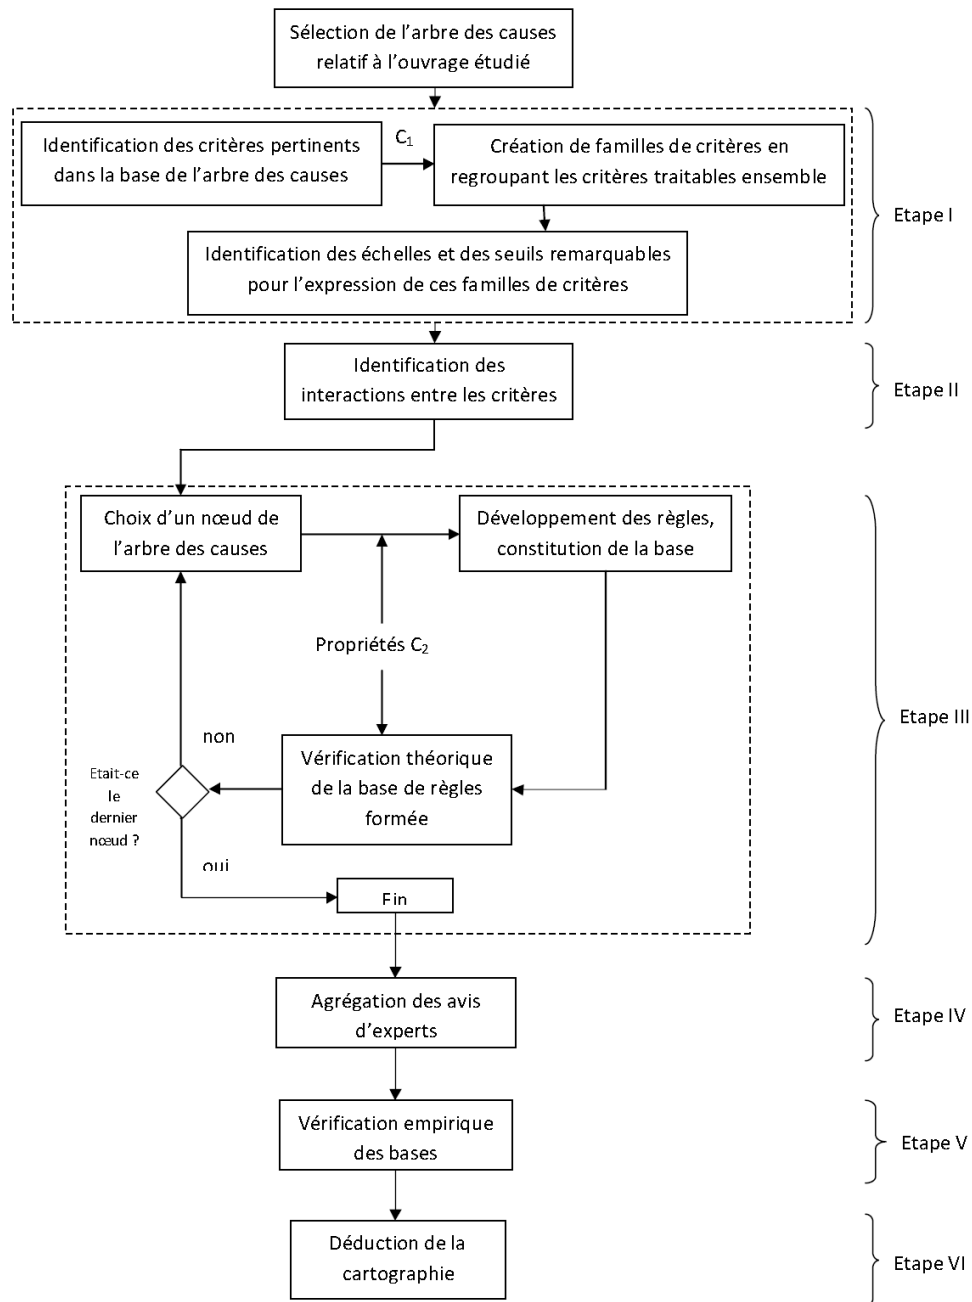 Sélection de l'arbre des causes
relatif à l'ouvrage étudié
Identification des critères pertinents
dans la base de l'arbre des causes
C₁
Création de familles de critères en
regroupant les critères traitables ensemble
Identification des échelles et des seuils remarquables
pour l'expression de ces familles de critères
Etape I
Identification des
interactions entre les critères
Etape II
Choix d'un nœud de
l'arbre des causes
Développement des règles,
constitution de la base
Propriétés C₂
Etape III
non
Vérification théorique
de la base de règles
formée
Etait-ce
le
dernier
nœud ?
oui
Fin
Agrégation des avis
d'experts
Etape IV
Vérification empirique
des bases
Etape V
Déduction de la
cartographie
Etape VI